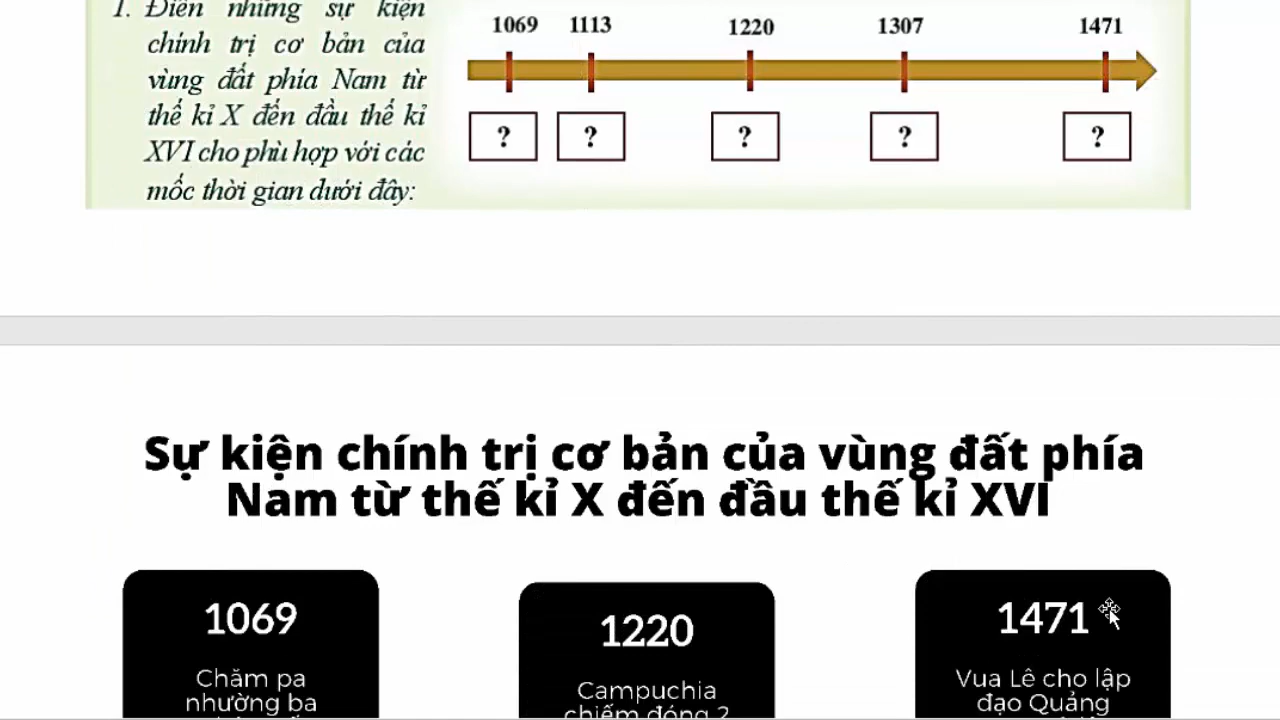 1. Điền những sự kiện
chính trị cơ bản của
vùng đất phía Nam từ
thế kỉ X đến đầu thế kỉ
XVI cho phù hợp với các
mốc thời gian dưới đây:
1069 1113 1220 1307 1471
? ? ? ? ?
Sự kiện chính trị cơ bản của vùng đất phía
Nam từ thế kỉ X đến đầu thế kỉ XVI
1069
Chăm pa
nhường ba
1220
Campuchia
chiếm đóng 2
1471
Vua Lê cho lập
đạo Quảng